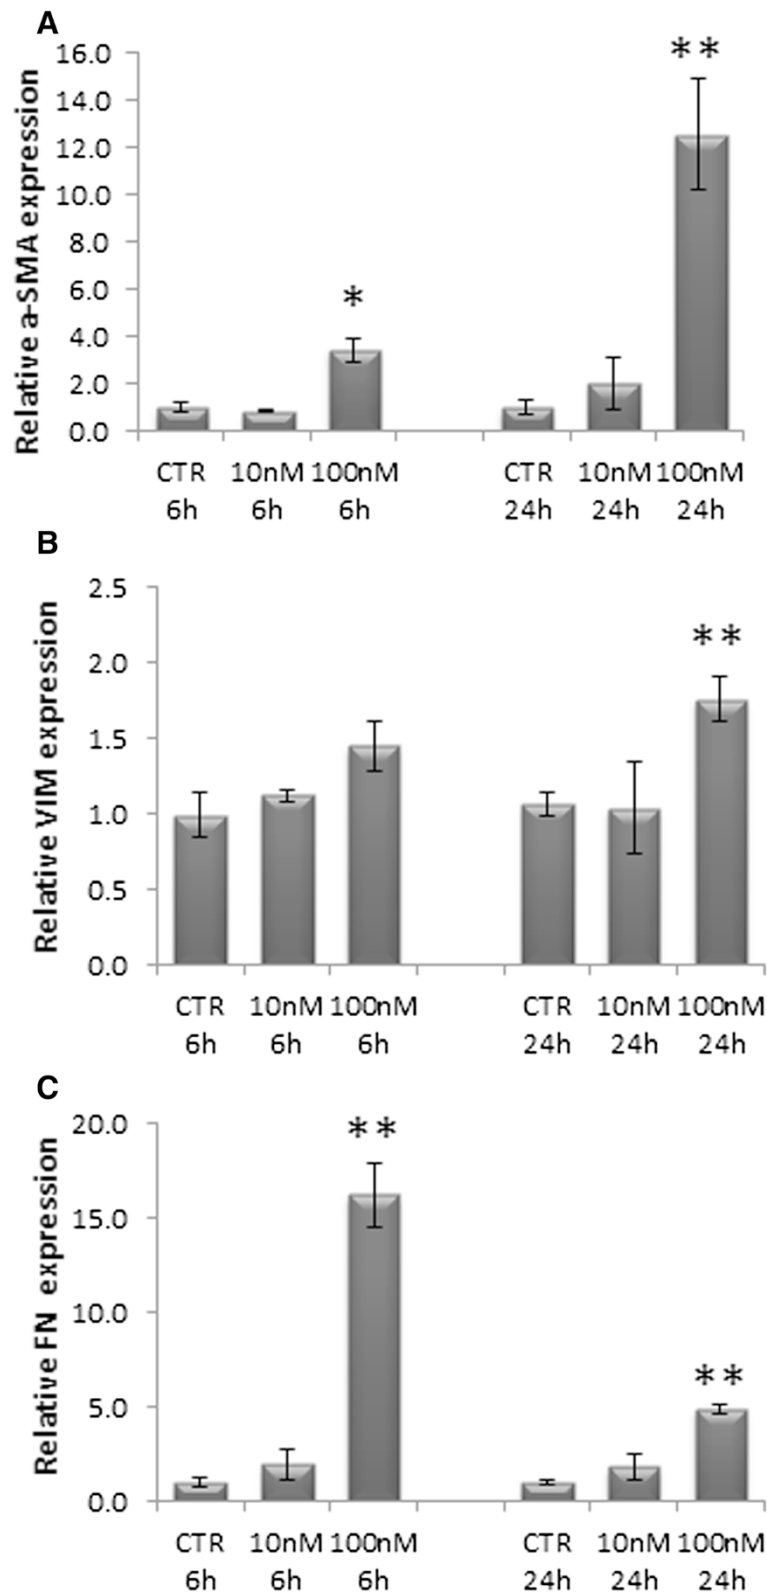 A
Relative a-SMA expression
16.0
14.0
12.0
10.0
8.0
6.0
4.0
2.0
0.0
*
**
CTR 10nM 100nM CTR 10nM 100nM
6h 6h 6h 24h 24h 24h
B
Relative VIM expression
2.5
2.0
1.5
1.0
0.5
0.0
**
CTR 10nM 100nM CTR 10nM 100nM
6h 6h 6h 24h 24h 24h
C
Relative FN expression
20.0
15.0
10.0
5.0
0.0
**
**
CTR 10nM 100nM CTR 10nM 100nM
6h 6h 6h 24h 24h 24h